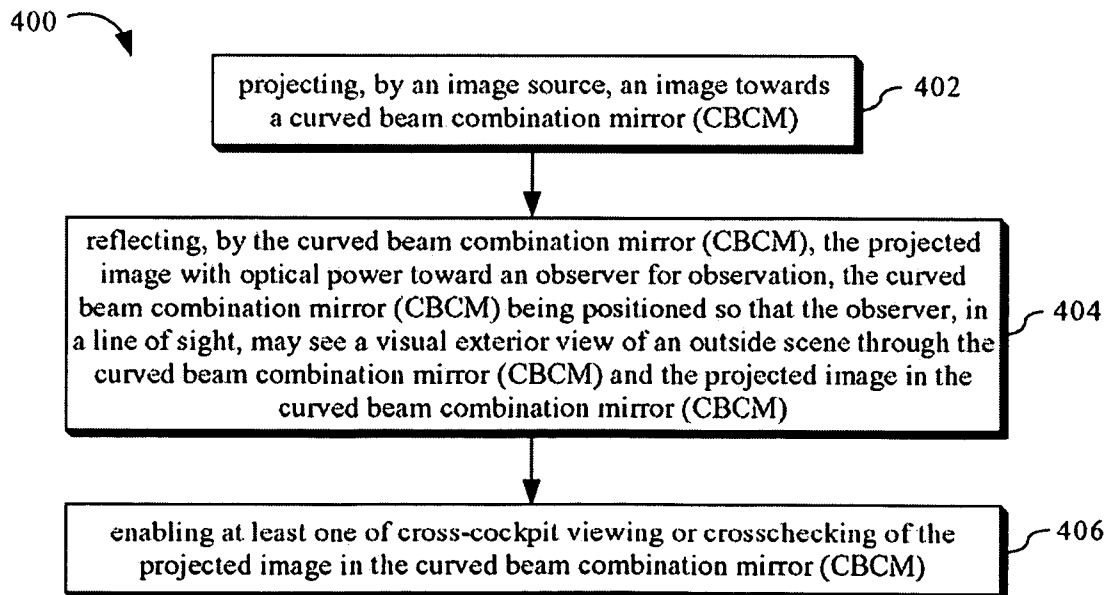 400
projecting, by an image source, an image towards
a curved beam combination mirror (CBCM)
402
reflecting, by the curved beam combination mirror (CBCM), the projected
image with optical power toward an observer for observation, the curved
beam combination mirror (CBCM) being positioned so that the observer, in
a line of sight, may see a visual exterior view of an outside scene through the
curved beam combination mirror (CBCM) and the projected image in the
curved beam combination mirror (CBCM)
404
enabling at least one of cross-cockpit viewing or crosschecking of the
projected image in the curved beam combination mirror (CBCM)
406